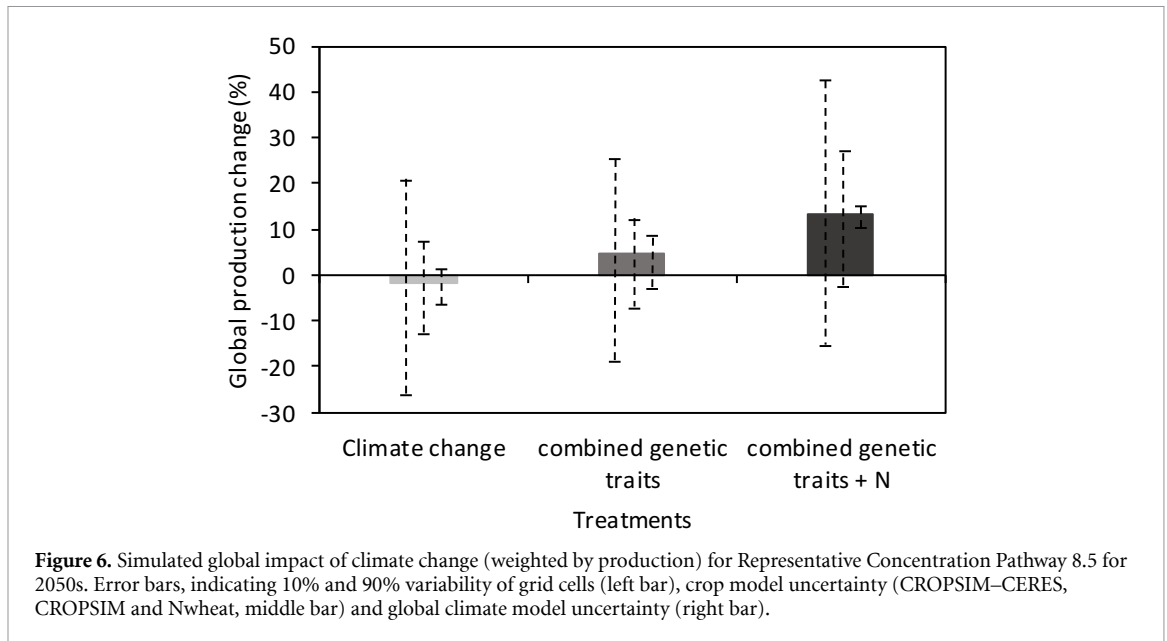 50
40
30
20
10
0
-10
-20
-30
Global production change (%)
Climate change
combined genetic
traits
combined genetic
traits + N
Treatments
Figure 6. Simulated global impact of climate change (weighted by production) for Representative Concentration Pathway 8.5 for
2050s. Error bars, indicating 10% and 90% variability of grid cells (left bar), crop model uncertainty (CROPSIM–CERES,
CROPSIM and Nwheat, middle bar) and global climate model uncertainty (right bar).